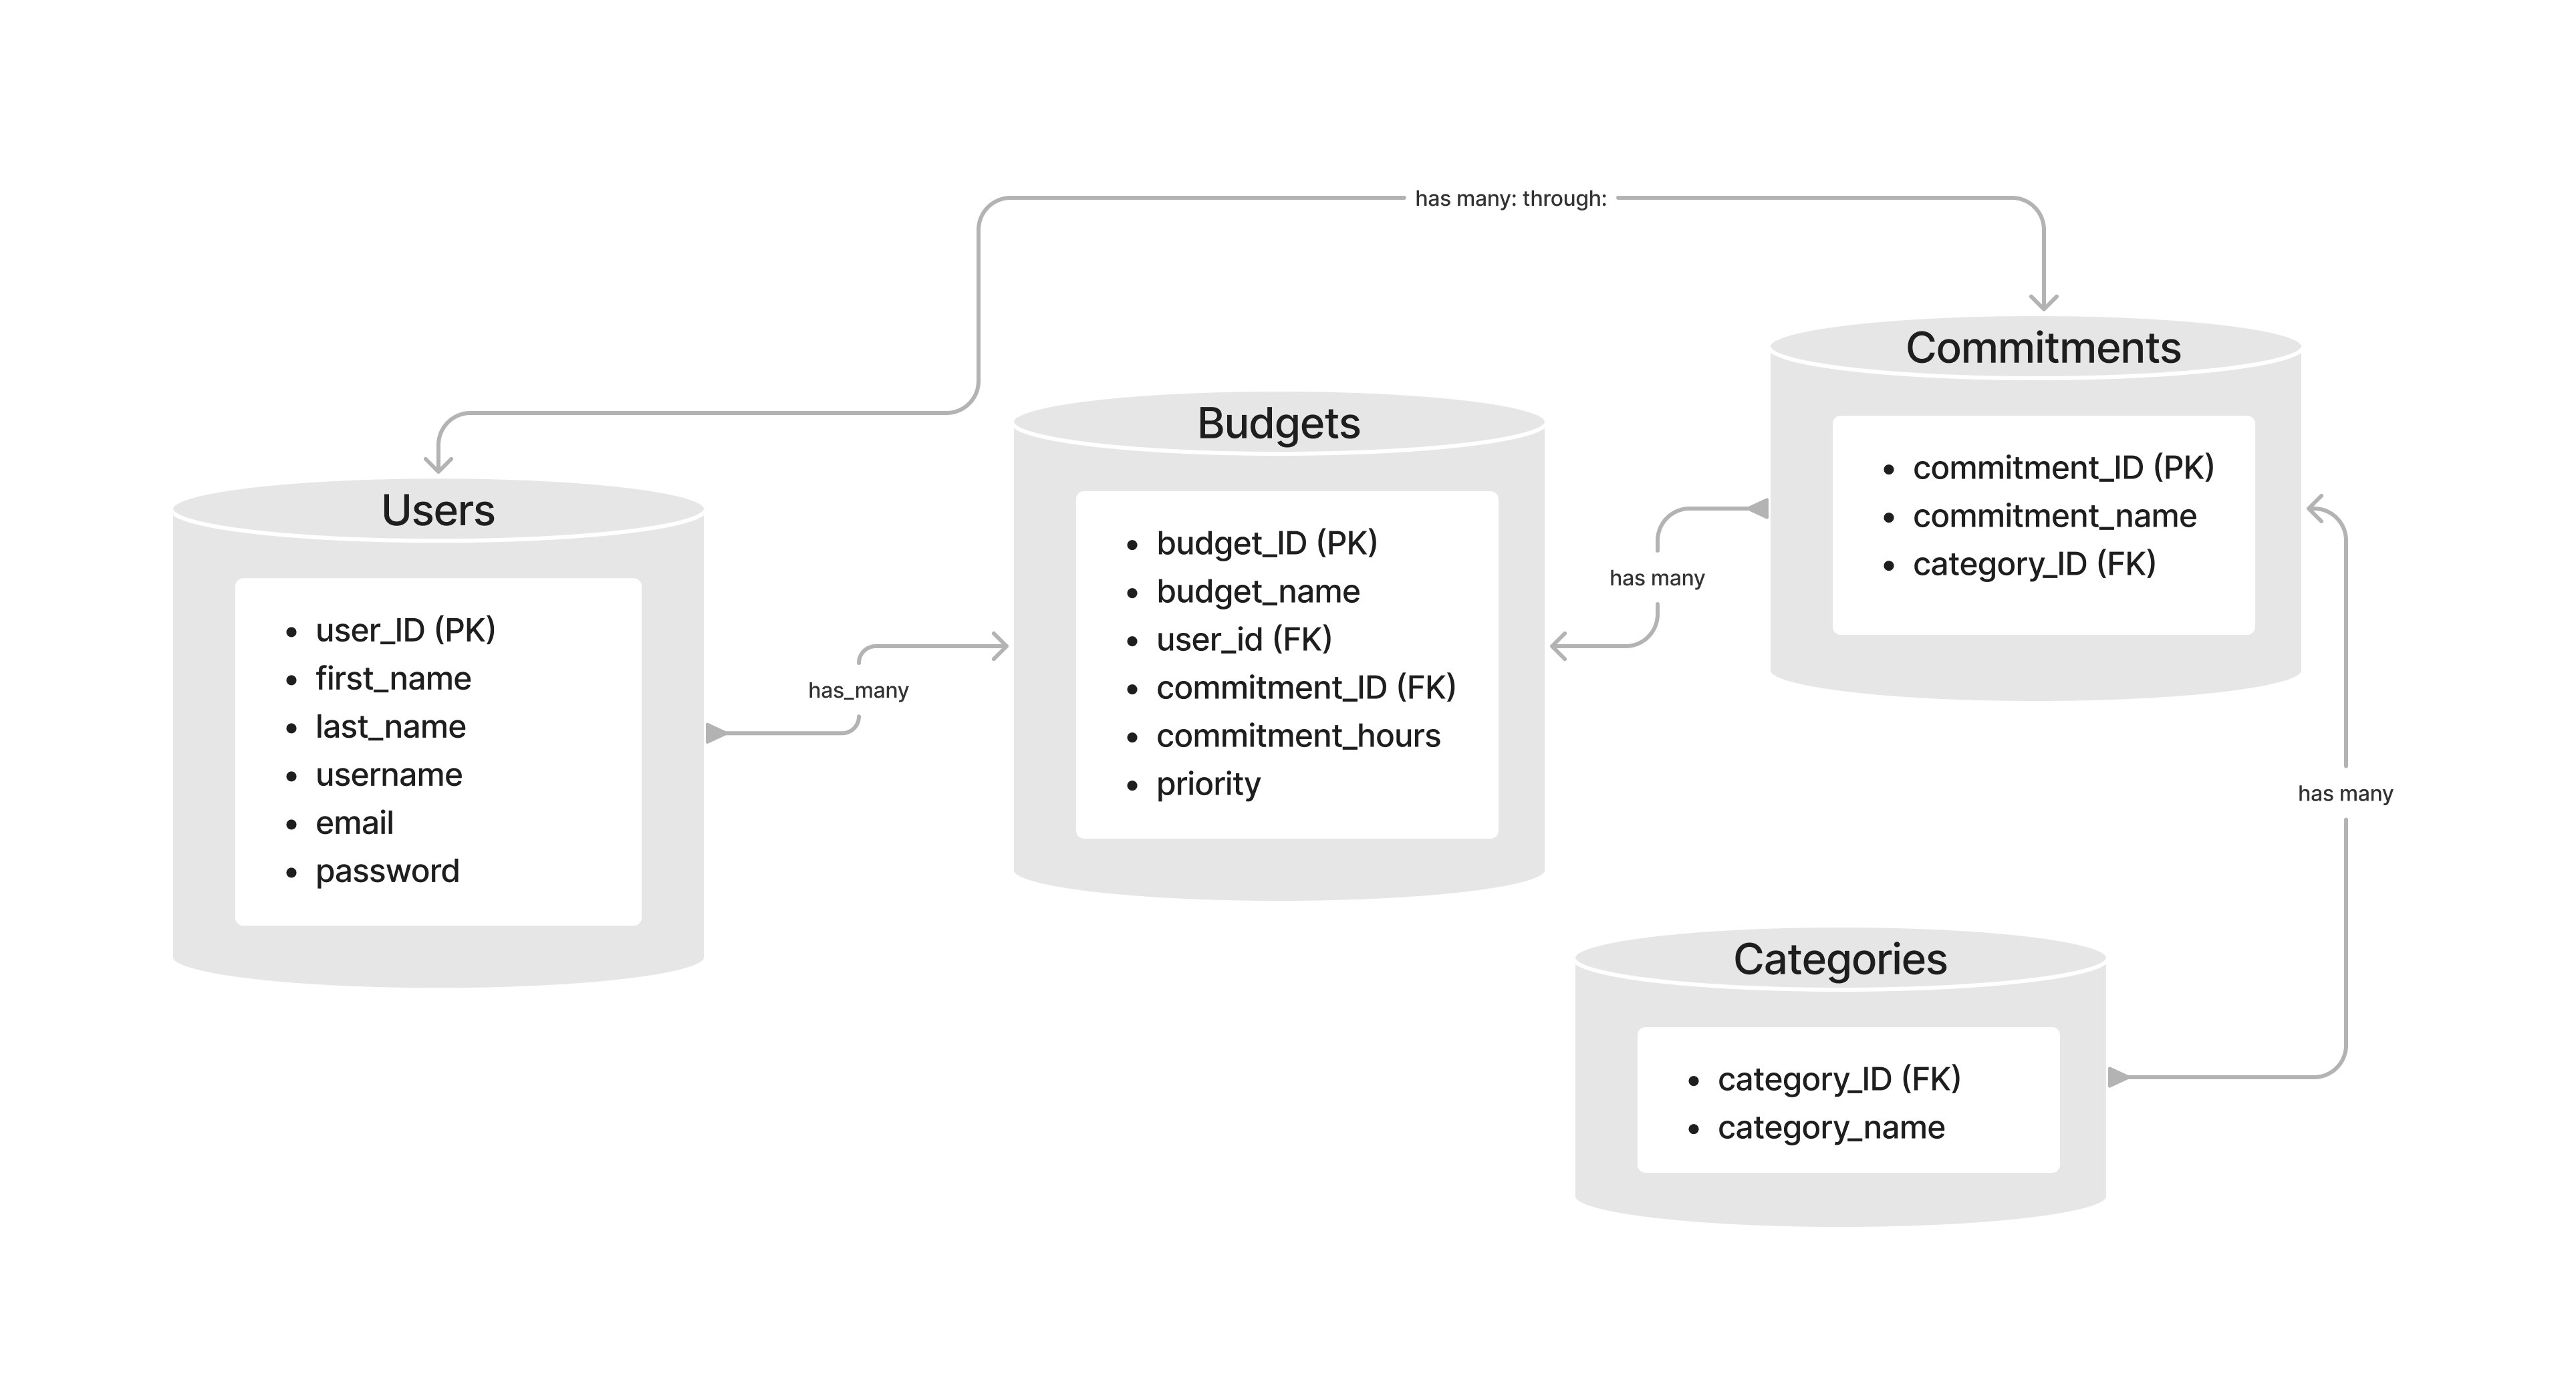 has many: through:
Users
• user_ID (PK)
• first_name
• last_name
• username
• email
• password
has_many
Budgets
• budget_ID (PK)
• budget_name
• user_id (FK)
• commitment_ID (FK)
• commitment_hours
• priority
has many
Commitments
• commitment_ID (PK)
• commitment_name
• category_ID (FK)
has many
Categories
• category_ID (FK)
• category_name